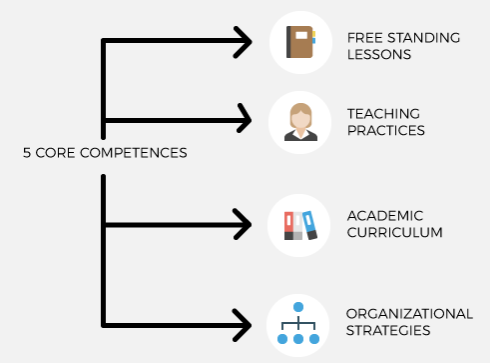 FREE STANDING
LESSONS
TEACHING
PRACTICES
5 CORE COMPETENCES
ACADEMIC
CURRICULUM
ORGANIZATIONAL
STRATEGIES